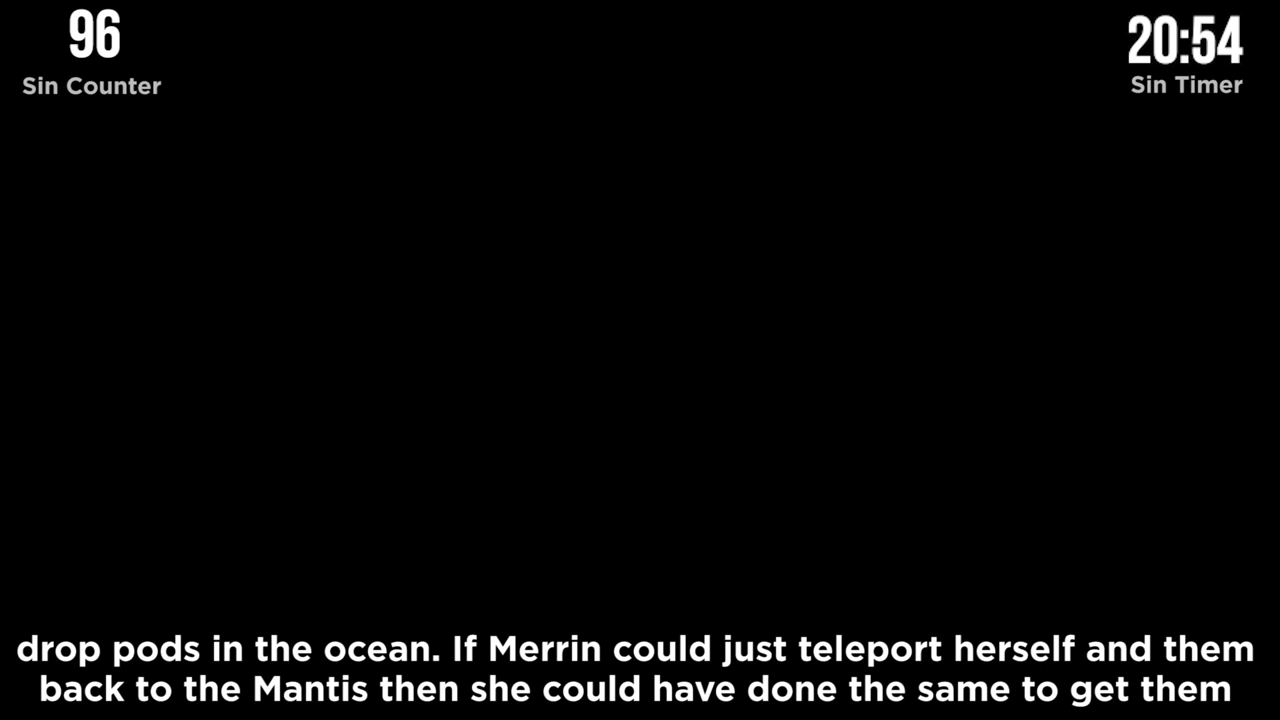 96
Sin Counter
20:54
Sin Timer
drop pods in the ocean. If Merrin could just teleport herself and them
back to the Mantis then she could have done the same to get them